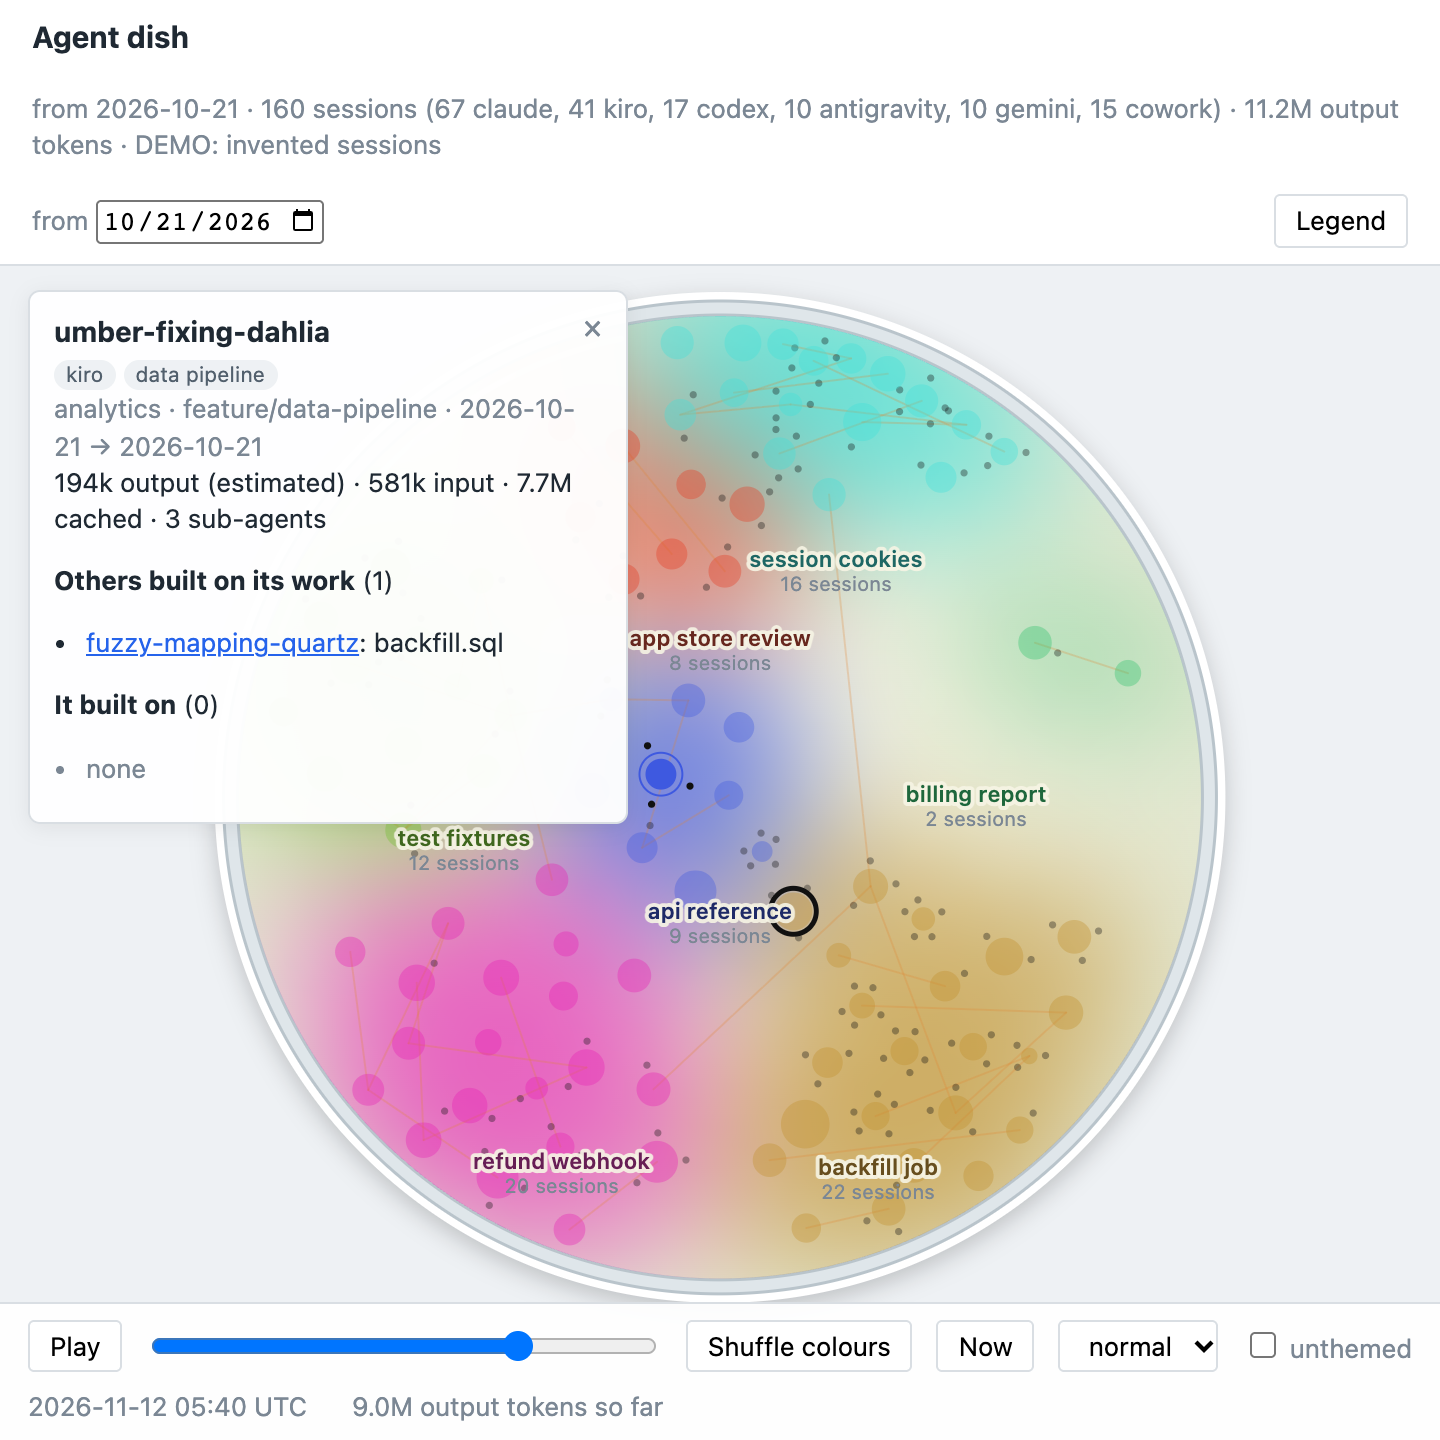 Agent dish
from 2026-10-21 · 160 sessions (67 claude, 41 kiro, 17 codex, 10 antigravity, 10 gemini, 15 cowork) · 11.2M output
tokens · DEMO: invented sessions
from 10/21/2026
Legend
umber-fixing-dahlia ×
kiro data pipeline
analytics · feature/data-pipeline · 2026-10-
21 → 2026-10-21
194k output (estimated) · 581k input · 7.7M
cached · 3 sub-agents
Others built on its work (1)
• fuzzy-mapping-quartz: backfill.sql
It built on (0)
• none
session cookies
16 sessions
app store review
8 sessions
billing report
2 sessions
test fixtures
12 sessions
api reference
9 sessions
refund webhook
20 sessions
backfill job
22 sessions
Play Shuffle colours Now normal unthemed
2026-11-12 05:40 UTC 9.0M output tokens so far